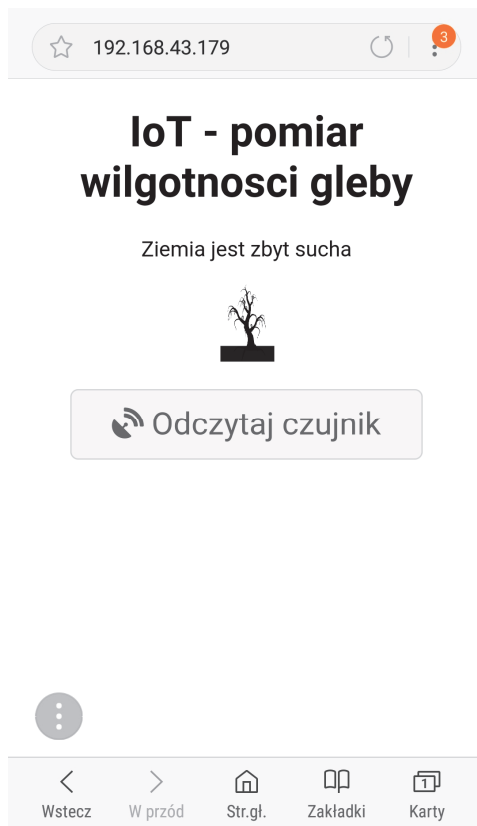 192.168.43.179
3
IoT - pomiar
wilgotnosci gleby
Ziemia jest zbyt sucha
Odczytaj czujnik
1
Wstecz W przód Str.gł. Zakładki Karty